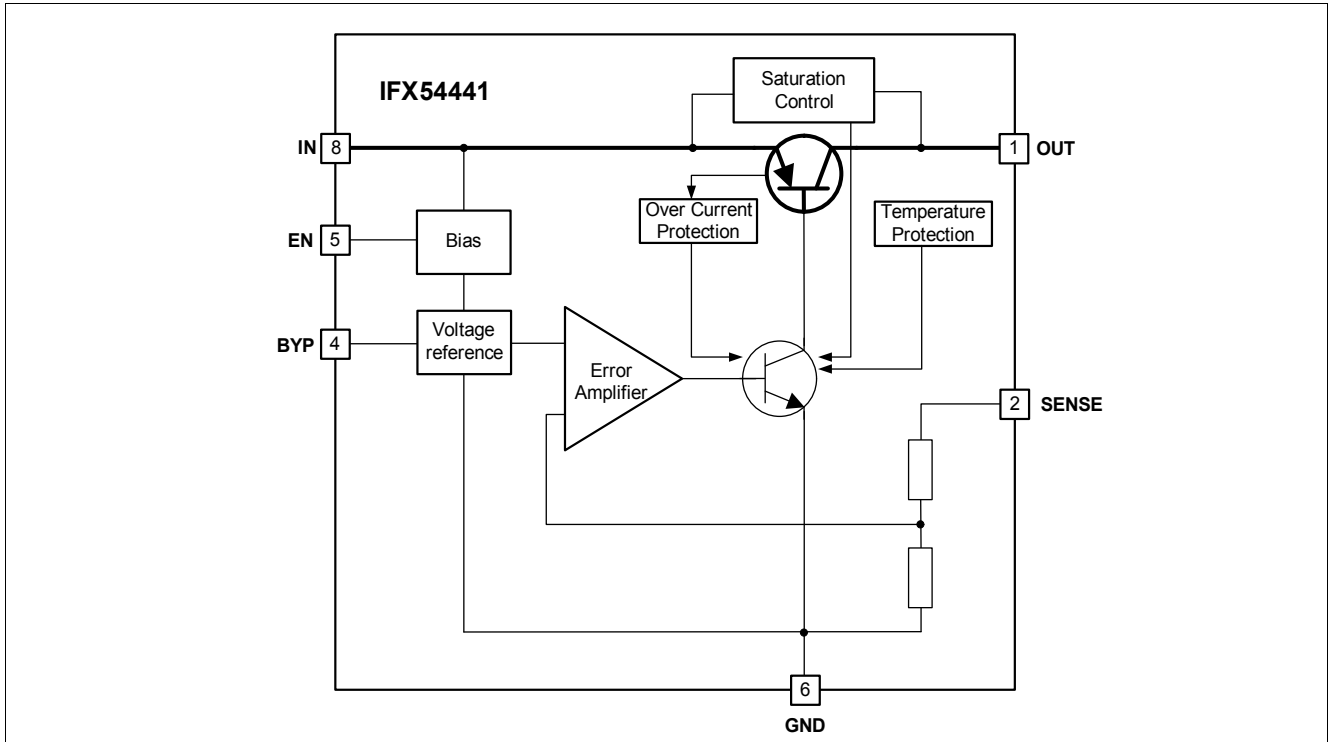 IFX54441
Saturation
Control
IN
8
1
OUT
Over Current
Protection
Temperature
Protection
EN
5
Bias
BYP
4
Voltage
reference
Error
Amplifier
2
SENSE
6
GND